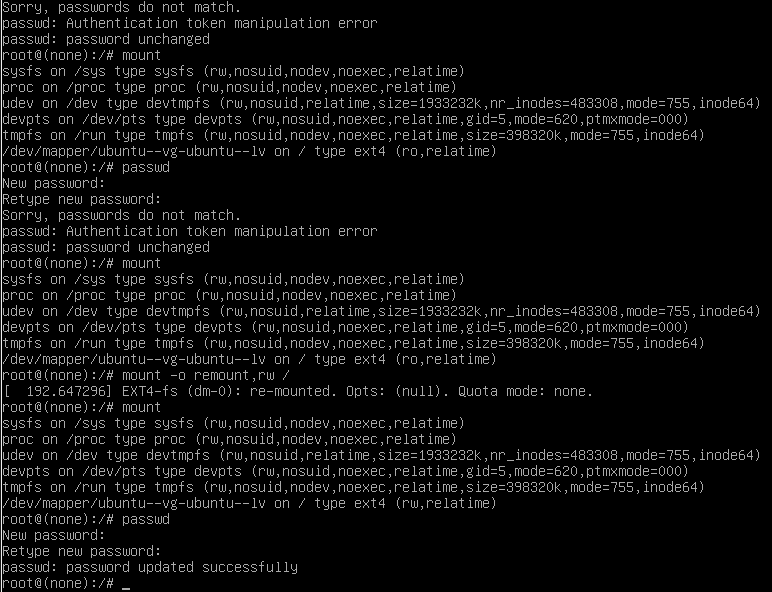 Sorry, passwords do not match.
passwd: Authentication token manipulation error
passwd: password unchanged
root@(none):/# mount
sysfs on /sys type sysfs (rw,nosuid,nodev,noexec,relatime)
proc on /proc type proc (rw,nosuid,nodev,noexec,relatime)
udev on /dev type devtmpfs (rw,nosuid,relatime,size=1933232k,nr_inodes=483308,mode=755,inode64)
devpts on /dev/pts type devpts (rw,nosuid,noexec,relatime,gid=5,mode=620,ptmxmode=000)
tmpfs on /run type tmpfs (rw,nosuid,nodev,noexec,relatime,size=398320k,mode=755,inode64)
/dev/mapper/ubuntu--vg-ubuntu--lv on / type ext4 (ro,relatime)
root@(none):/# passwd
New password:
Retype new password:
Sorry, passwords do not match.
passwd: Authentication token manipulation error
passwd: password unchanged
root@(none):/# mount
sysfs on /sys type sysfs (rw,nosuid,nodev,noexec,relatime)
proc on /proc type proc (rw,nosuid,nodev,noexec,relatime)
udev on /dev type devtmpfs (rw,nosuid,relatime,size=1933232k,nr_inodes=483308,mode=755,inode64)
devpts on /dev/pts type devpts (rw,nosuid,noexec,relatime,gid=5,mode=620,ptmxmode=000)
tmpfs on /run type tmpfs (rw,nosuid,nodev,noexec,relatime,size=398320k,mode=755,inode64)
/dev/mapper/ubuntu--vg-ubuntu--lv on / type ext4 (ro,relatime)
root@(none):/# mount -o remount,rw /
[  192.647296] EXT4-fs (dm-0): re-mounted. Opts: (null). Quota mode: none.
root@(none):/# mount
sysfs on /sys type sysfs (rw,nosuid,nodev,noexec,relatime)
proc on /proc type proc (rw,nosuid,nodev,noexec,relatime)
udev on /dev type devtmpfs (rw,nosuid,relatime,size=1933232k,nr_inodes=483308,mode=755,inode64)
devpts on /dev/pts type devpts (rw,nosuid,noexec,relatime,gid=5,mode=620,ptmxmode=000)
tmpfs on /run type tmpfs (rw,nosuid,nodev,noexec,relatime,size=398320k,mode=755,inode64)
/dev/mapper/ubuntu--vg-ubuntu--lv on / type ext4 (rw,relatime)
root@(none):/# passwd
New password:
Retype new password:
passwd: password updated successfully
root@(none):/# _